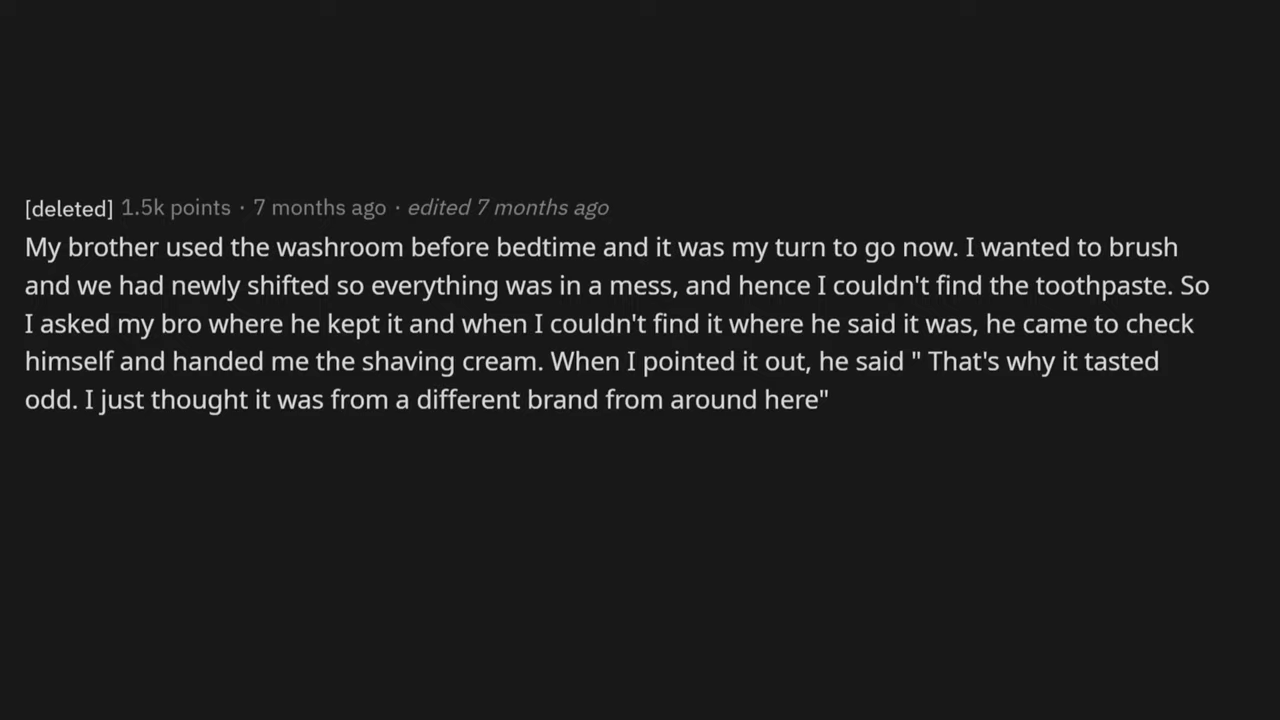 [deleted] 1.5k points · 7 months ago · edited 7 months ago
My brother used the washroom before bedtime and it was my turn to go now. I wanted to brush
and we had newly shifted so everything was in a mess, and hence I couldn't find the toothpaste. So
I asked my bro where he kept it and when I couldn't find it where he said it was, he came to check
himself and handed me the shaving cream. When I pointed it out, he said " That's why it tasted
odd. I just thought it was from a different brand from around here"